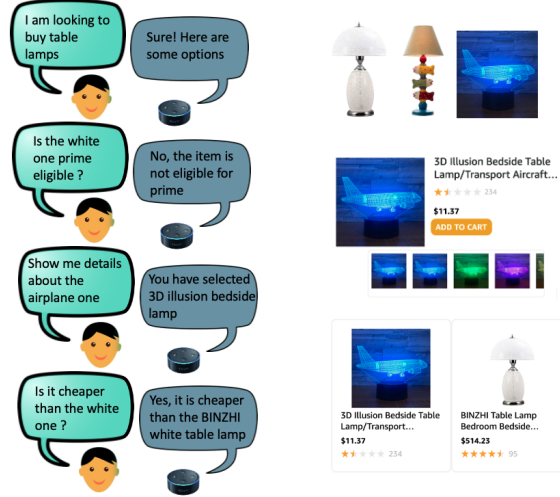 I am looking to
buy table
lamps
Sure! Here are
some options
Is the white
one prime
eligible ?
No, the item is
not eligible for
prime
3D Illusion Bedside Table
Lamp/Transport Aircraft...
234
$11.37
ADD TO CART
Show me details
about the
airplane one
You have selected
3D illusion bedside
lamp
Is it cheaper
than the white
one ?
Yes, it is cheaper
than the BINZHI
white table lamp
3D Illusion Bedside Table
Lamp/Transport...
$11.37
234
BINZHI Table Lamp
Bedroom Bedside...
$514.23
95